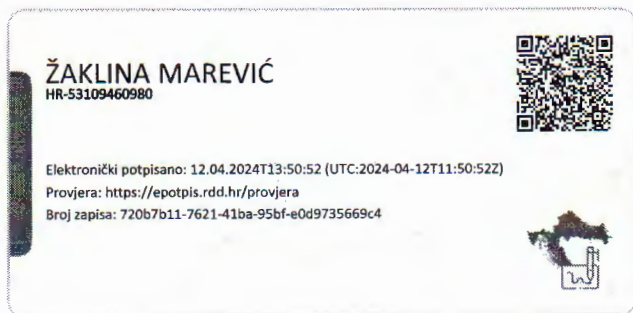 ŽAKLINA MAREVIĆ
HR-53109460980
Elektronički potpisano: 12.04.2024T13:50:52 (UTC:2024-04-12T11:50:52Z)
Provjera: https://epotpis.rdd.hr/provjera
Broj zapisa: 720b7b11-7621-41ba-95bf-e0d9735669c4